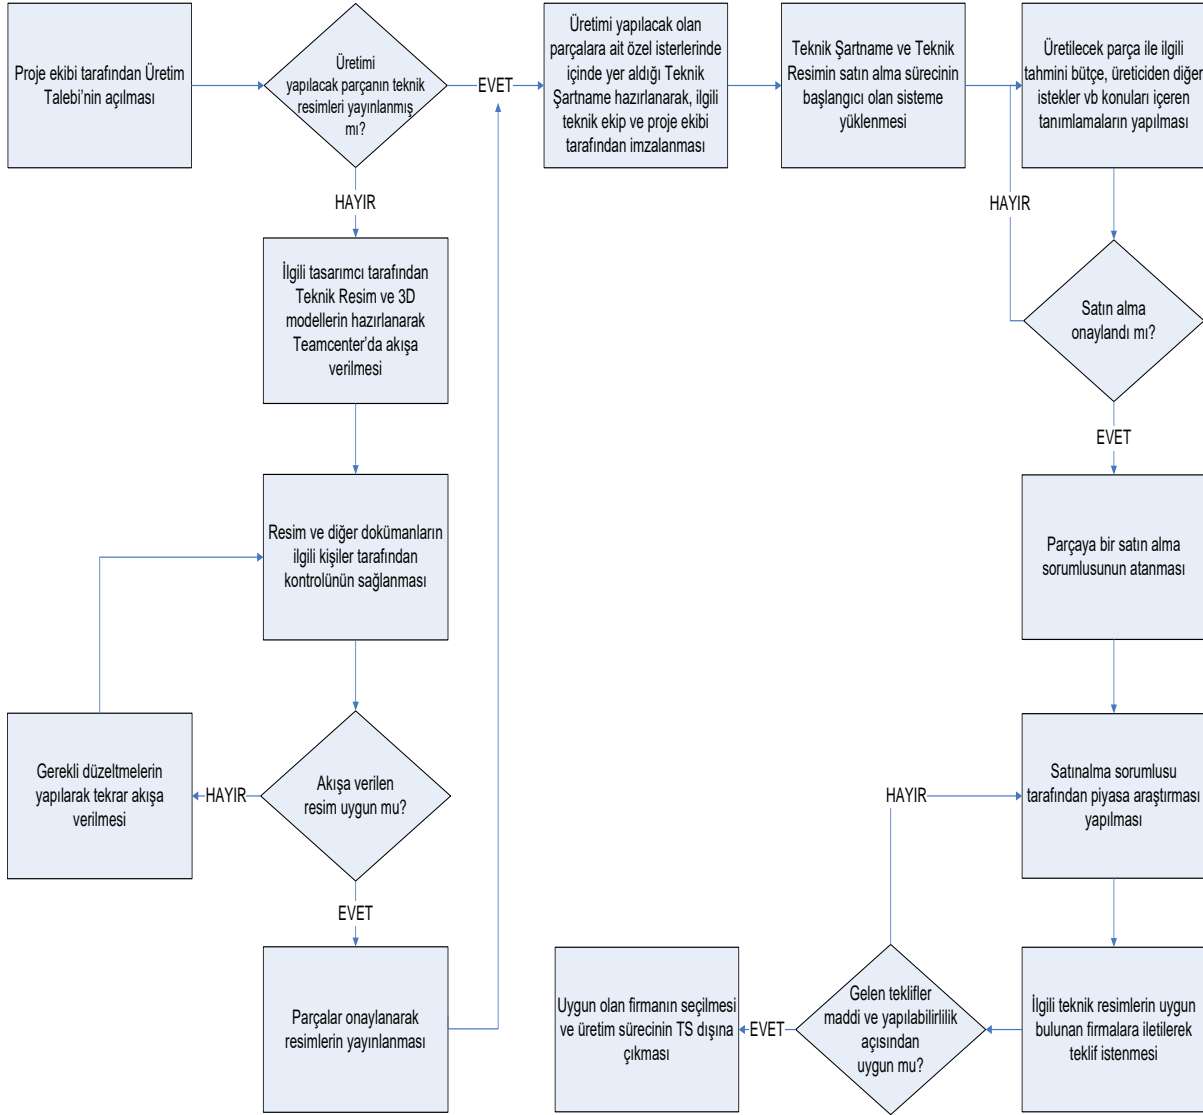 Proje ekibi tarafından Üretim
Talebi’nin açılması
Üretimi
yapılacak parçanın teknik
resimleri yayınlanmış
mı?
EVET
Üretimi yapılacak olan
parçalara ait özel isterlerinde
içinde yer aldığı Teknik
Şartname hazırlanarak, ilgili
teknik ekip ve proje ekibi
tarafından imzalanması
Teknik Şartname ve Teknik
Resimin satın alma sürecinin
başlangıcı olan sisteme
yüklenmesi
Üretilecek parça ile ilgili
tahmini bütçe, üreticiden diğer
istekler vb konuları içeren
tanımlamaların yapılması
HAYIR
HAYIR
İlgili tasarımcı tarafından
Teknik Resim ve 3D
modellerin hazırlanarak
Teamcenter’da akışa
verilmesi
Satın alma
onaylandı mı?
EVET
Resim ve diğer dokümanların
ilgili kişiler tarafından
kontrolünün sağlanması
Parçaya bir satın alma
sorumlusunun atanması
Gerekli düzeltmelerin
yapılarak tekrar akışa
verilmesi
HAYIR
Akışa verilen
resim uygun mu?
HAYIR
Satınalma sorumlusu
tarafından piyasa araştırması
yapılması
EVET
Parçalar onaylanarak
resimlerin yayınlanması
Uygun olan firmanın seçilmesi
ve üretim sürecinin TS dışına
çıkması
EVET
Gelen teklifler
maddi ve yapılabilirlilik
açısından
uygun mu?
İlgili teknik resimlerin uygun
bulunan firmalara iletilerek
teklif istenmesi